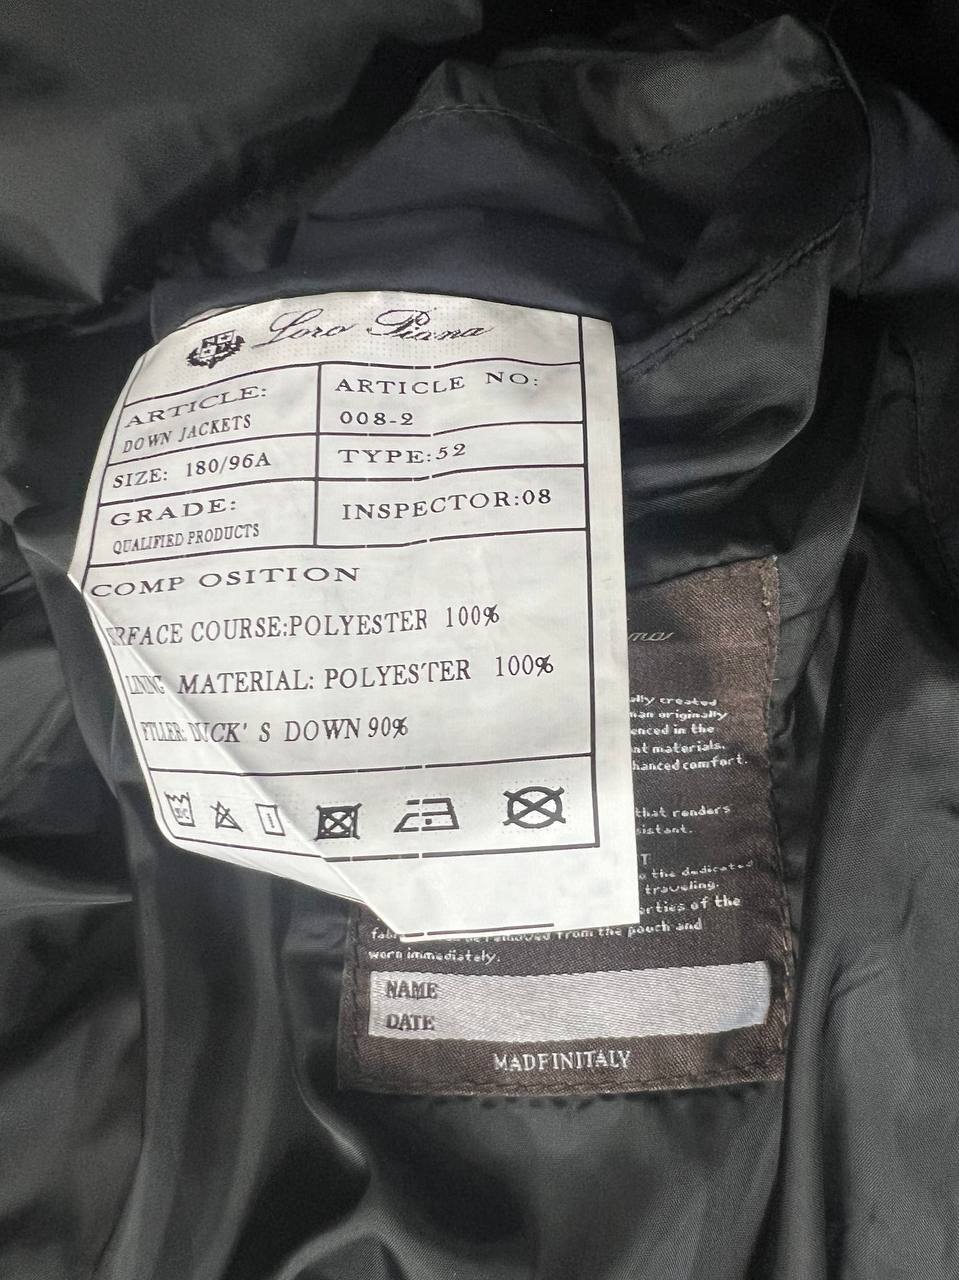 Loro Piana
ARTICLE:
DOWN JACKETS
ARTICLE NO:
008-2
SIZE: 180/96A
TYPE:52
GRADE:
QUALIFIED PRODUCTS
INSPECTOR:08
COMP OSITION
RFACE COURSE:POLYESTER 100%
LINING MATERIAL: POLYESTER 100%
FILLER: DUCK' S DOWN 90%
ally created
man originally
enced in the
nt materials.
hanced comfort.
that renders
sistant.
T
o the dedicated
traveling.
erties of the
removed from the pouch and
worn immediately.
NAME
DATE
MADFINITALY